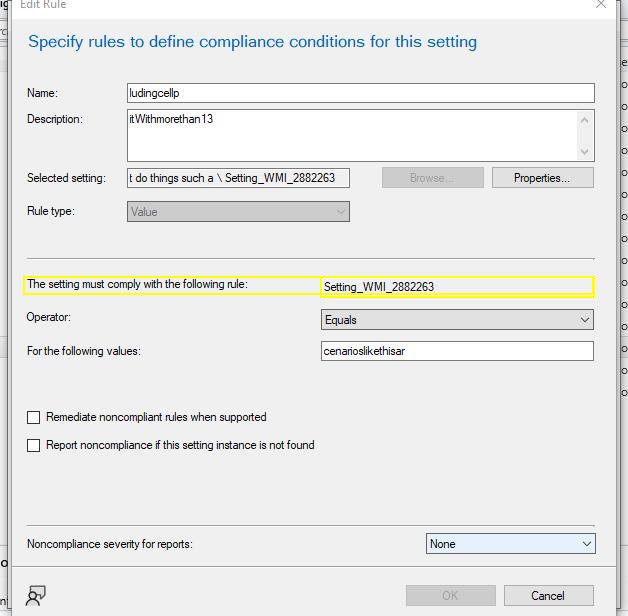 Edit Rule
Specify rules to define compliance conditions for this setting
Name: ludingcellp
Description: itWithmorethan13
Selected setting: t do things such a \ Setting_WMI_2882263 Browse... Properties...
Rule type: Value
The setting must comply with the following rule: Setting_WMI_2882263
Operator: Equals
For the following values: cenarioslikethisar
Remediate noncompliant rules when supported
Report noncompliance if this setting instance is not found
Noncompliance severity for reports: None
OK Cancel